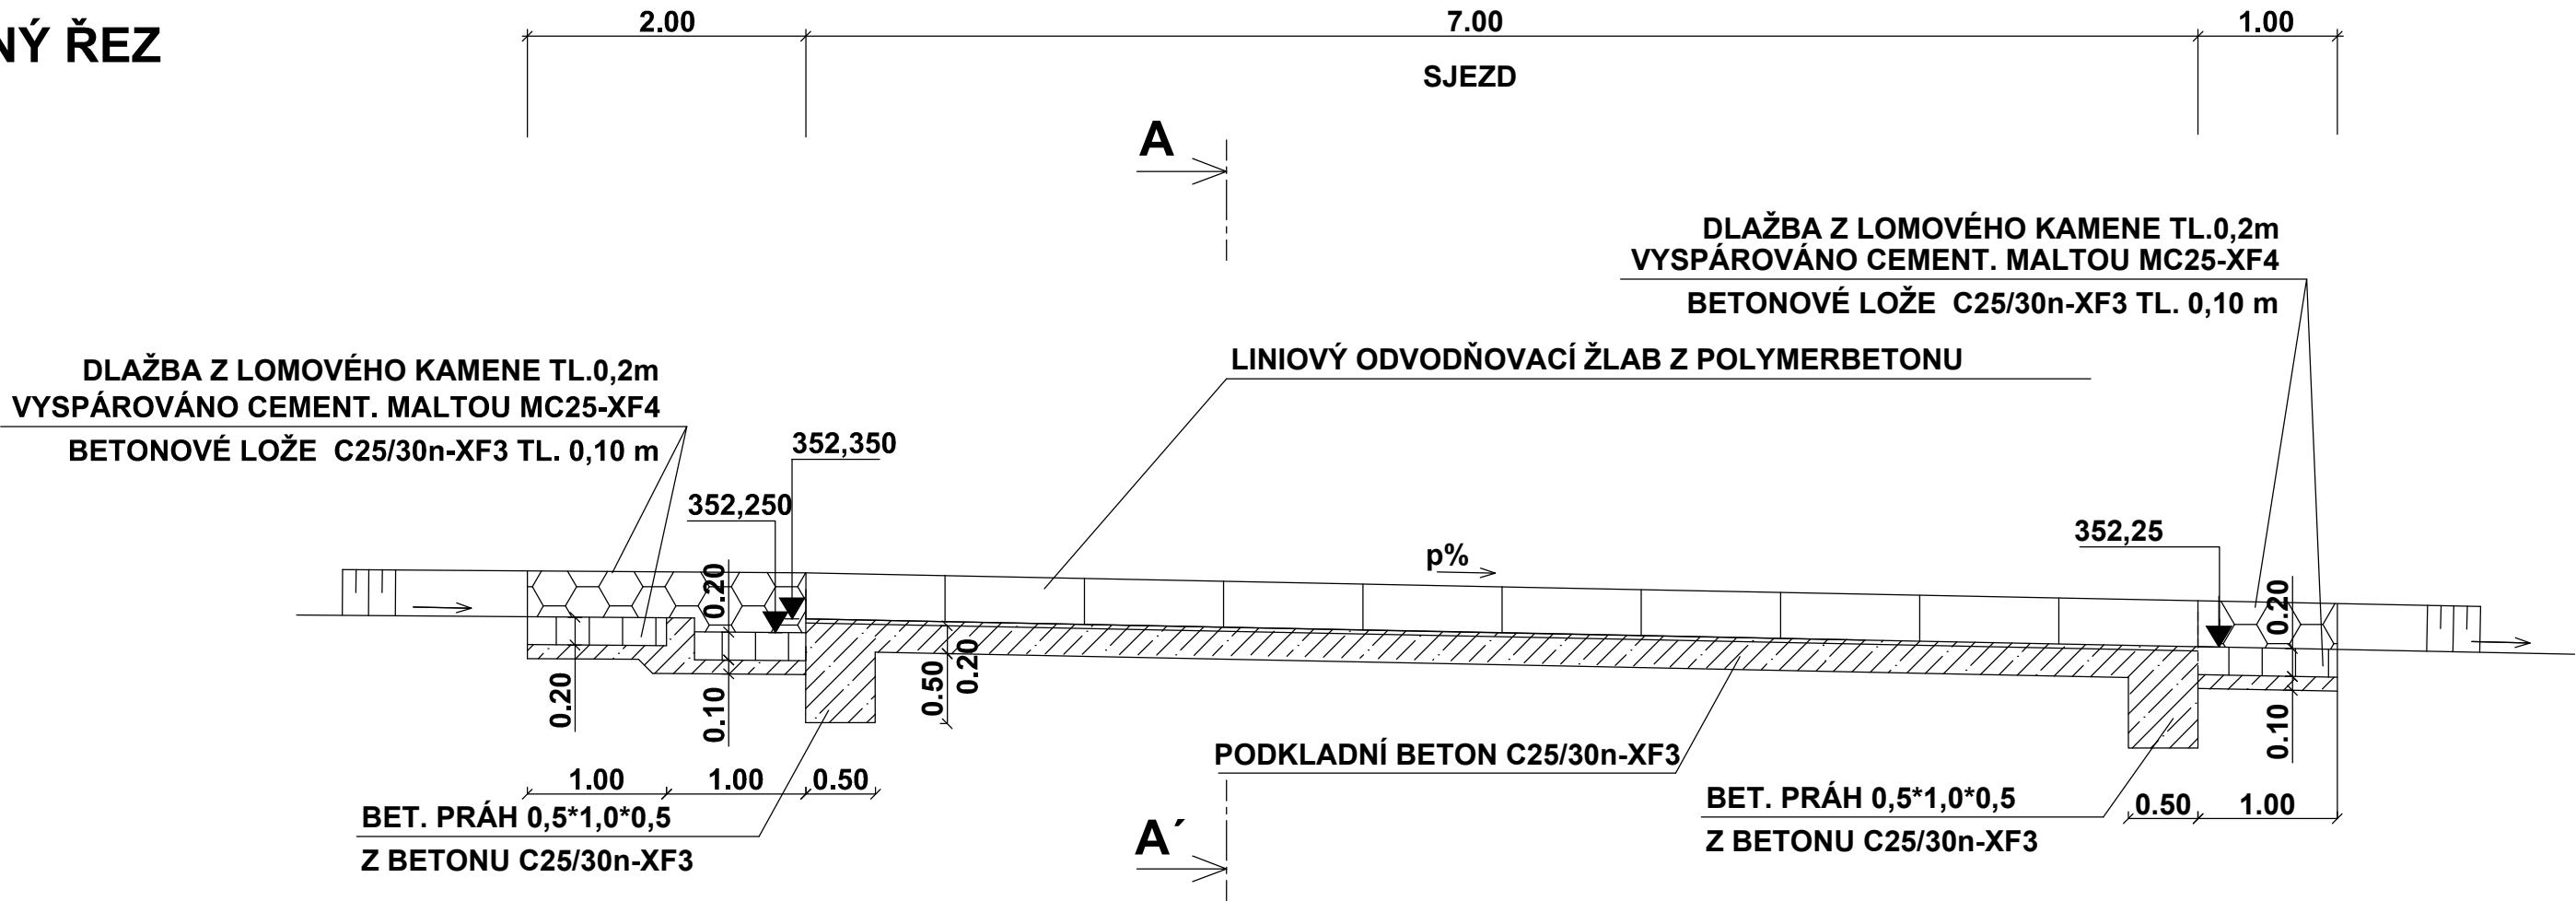 2.00
7.00
1.00
NÝ ŘEZ
SJEZD
A
DLAŽBA Z LOMOVÉHO KAMENE TL.0,2m
VYSPÁROVÁNO CEMENT. MALTOU MC25-XF4
BETONOVÉ LOŽE C25/30n-XF3 TL. 0,10 m
LINIOVÝ ODVODŇOVACÍ ŽLAB Z POLYMERBETONU
DLAŽBA Z LOMOVÉHO KAMENE TL.0,2m
VYSPÁROVÁNO CEMENT. MALTOU MC25-XF4
BETONOVÉ LOŽE C25/30n-XF3 TL. 0,10 m
352,350
352,250
352,25
p%
0.20
0.20
0.20
0.10
0.50
0.20
0.10
PODKLADNÍ BETON C25/30n-XF3
1.00
1.00
0.50
BET. PRÁH 0,5*1,0*0,5
Z BETONU C25/30n-XF3
A´
BET. PRÁH 0,5*1,0*0,5
Z BETONU C25/30n-XF3
0.50
1.00